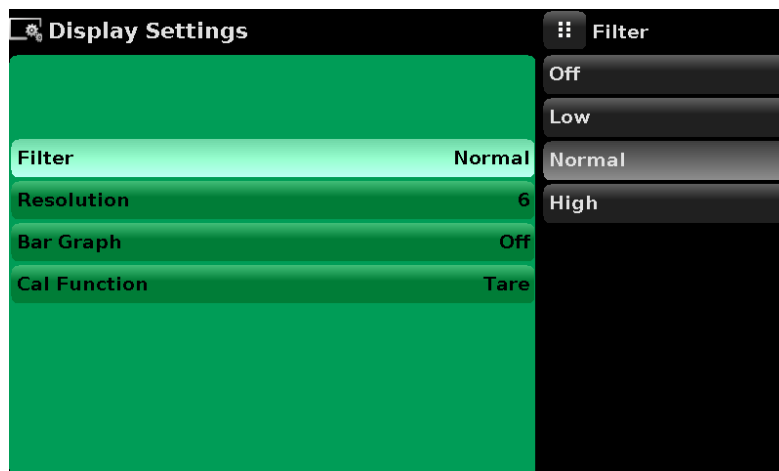 Display Settings
Filter Normal
Resolution 6
Bar Graph Off
Cal Function Tare
Filter
Off
Low
Normal
High